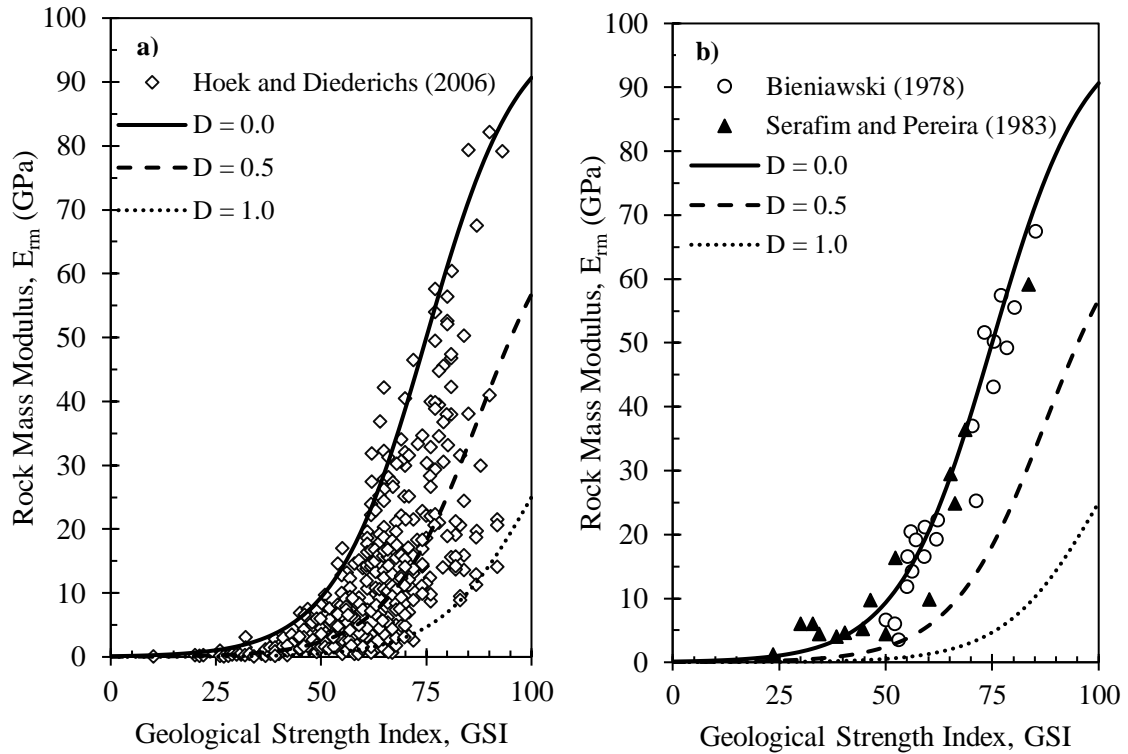 a)
Hoek and Diederichs (2006)
D = 0.0
D = 0.5
D = 1.0
100
90
80
70
60
50
40
30
20
10
0
Rock Mass Modulus, Erm (GPa)
0 25 50 75 100
Geological Strength Index, GSI
b)
Bieniawski (1978)
Serafim and Pereira (1983)
D = 0.0
D = 0.5
D = 1.0
100
90
80
70
60
50
40
30
20
10
0
Rock Mass Modulus, Erm (GPa)
0 25 50 75 100
Geological Strength Index, GSI